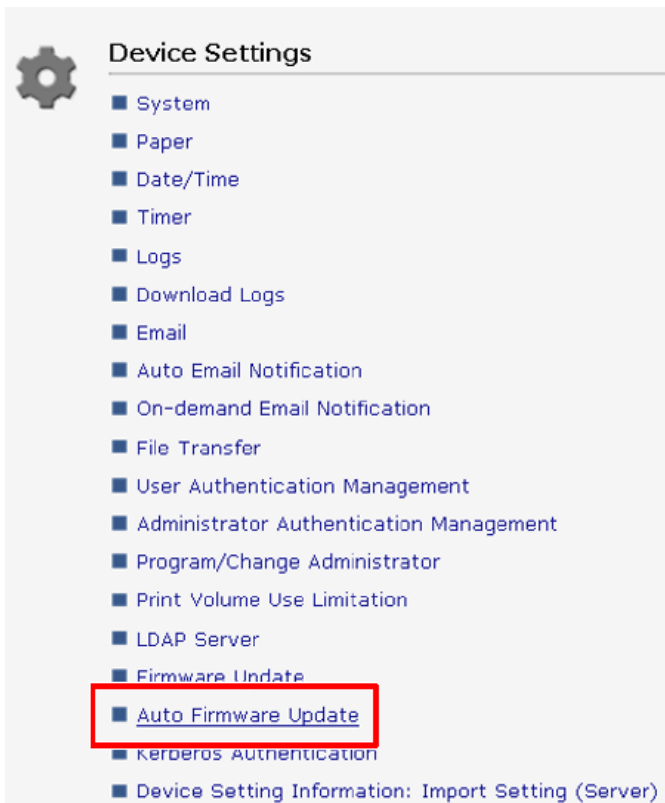 Device Settings
System
Paper
Date/Time
Timer
Logs
Download Logs
Email
Auto Email Notification
On-demand Email Notification
File Transfer
User Authentication Management
Administrator Authentication Management
Program/Change Administrator
Print Volume Use Limitation
LDAP Server
Firmware Update
Auto Firmware Update
Kerberos Authentication
Device Setting Information: Import Setting (Server)